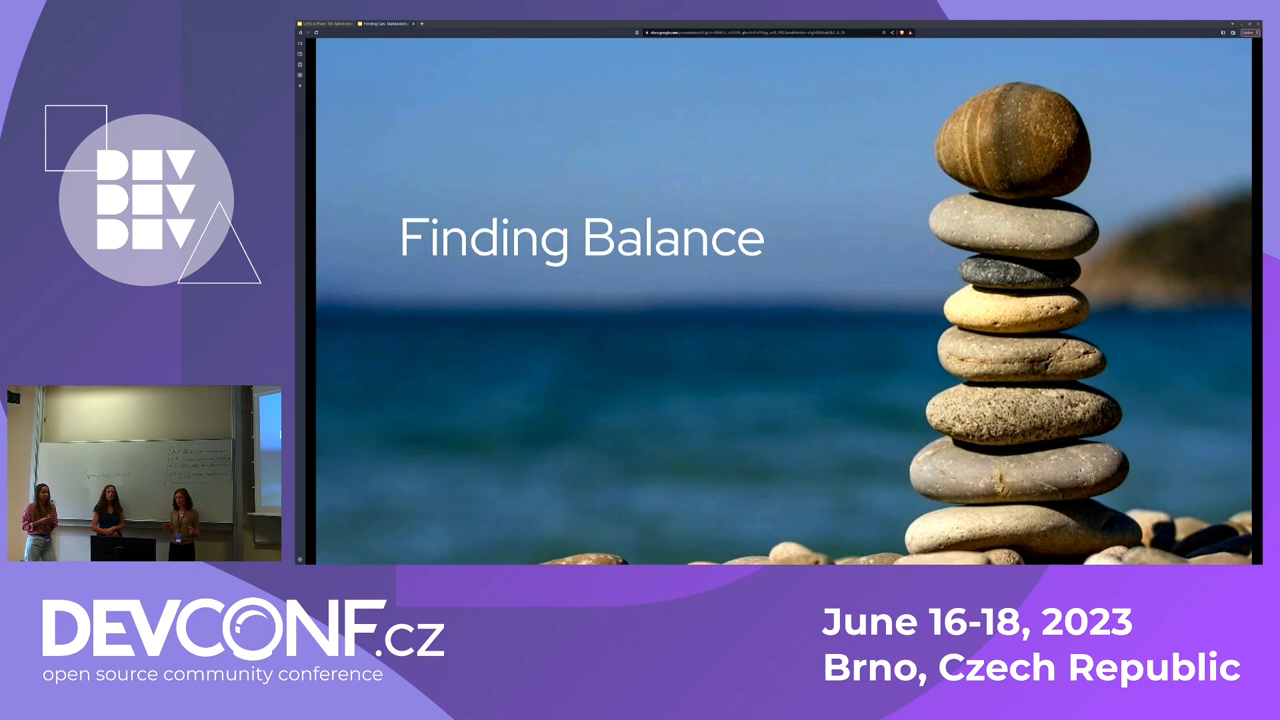 DEV
DEV
DEV
Finding Balance
DEVCONF.cz
open source community conference
June 16-18, 2023
Brno, Czech Republic